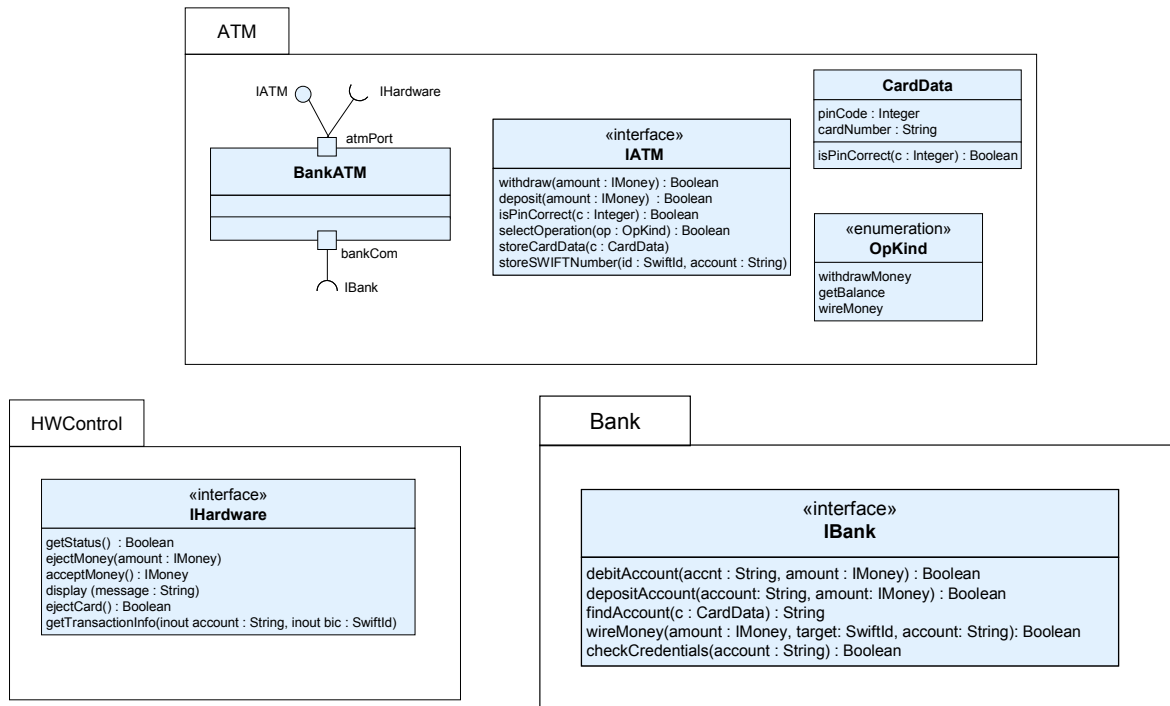 ATM
IATM
IHardware
atmPort
BankATM
bankCom
IBank
«interface»
IATM
withdraw(amount : IMoney) : Boolean
deposit(amount : IMoney) : Boolean
isPinCorrect(c : Integer) : Boolean
selectOperation(op : OpKind) : Boolean
storeCardData(c : CardData)
storeSWIFTNumber(id : SwiftId, account : String)
CardData
pinCode : Integer
cardNumber : String
isPinCorrect(c : Integer) : Boolean
«enumeration»
OpKind
withdrawMoney
getBalance
wireMoney
HWControl
«interface»
IHardware
getStatus() : Boolean
ejectMoney(amount : IMoney)
acceptMoney() : IMoney
display (message : String)
ejectCard() : Boolean
getTransactionInfo(inout account : String, inout bic : SwiftId)
Bank
«interface»
IBank
debitAccount(accnt : String, amount : IMoney) : Boolean
depositAccount(account: String, amount: IMoney) : Boolean
findAccount(c : CardData) : String
wireMoney(amount : IMoney, target: SwiftId, account: String): Boolean
checkCredentials(account : String) : Boolean